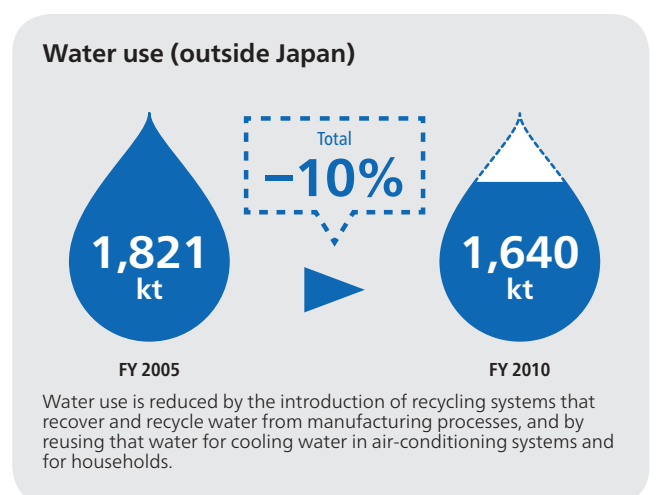 Water use (outside Japan)
Total
−10%
1,821
kt
1,640
kt
FY 2005
FY 2010
Water use is reduced by the introduction of recycling systems that
recover and recycle water from manufacturing processes, and by
reusing that water for cooling water in air-conditioning systems and
for households.